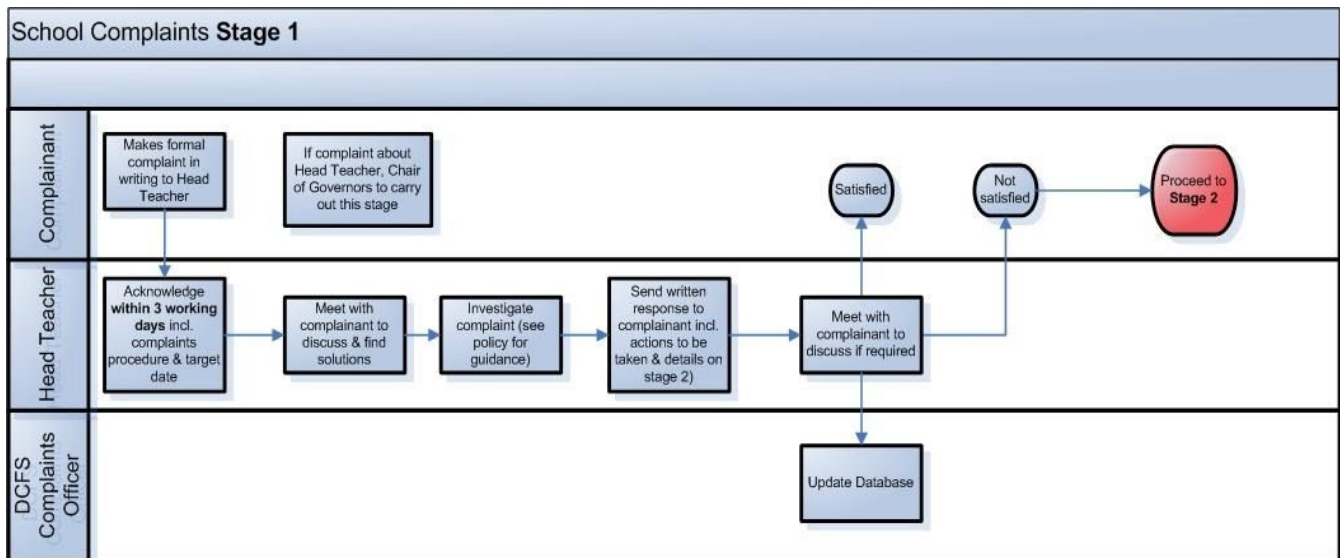 School Complaints Stage 1
Complainant
Makes formal
complaint in
writing to Head
Teacher
If complaint about
Head Teacher, Chair
of Governors to carry
out this stage
Satisfied
Not
satisfied
Proceed to
Stage 2
Head Teacher
Acknowledge
within 3 working
days incl.
complaints
procedure & target
date
Meet with
complainant to
discuss & find
solutions
Investigate
complaint (see
policy for
guidance)
Send written
response to
complainant incl.
actions to be
taken & details on
stage 2)
Meet with
complainant to
discuss if required
DCFS
Complaints
Officer
Update Database